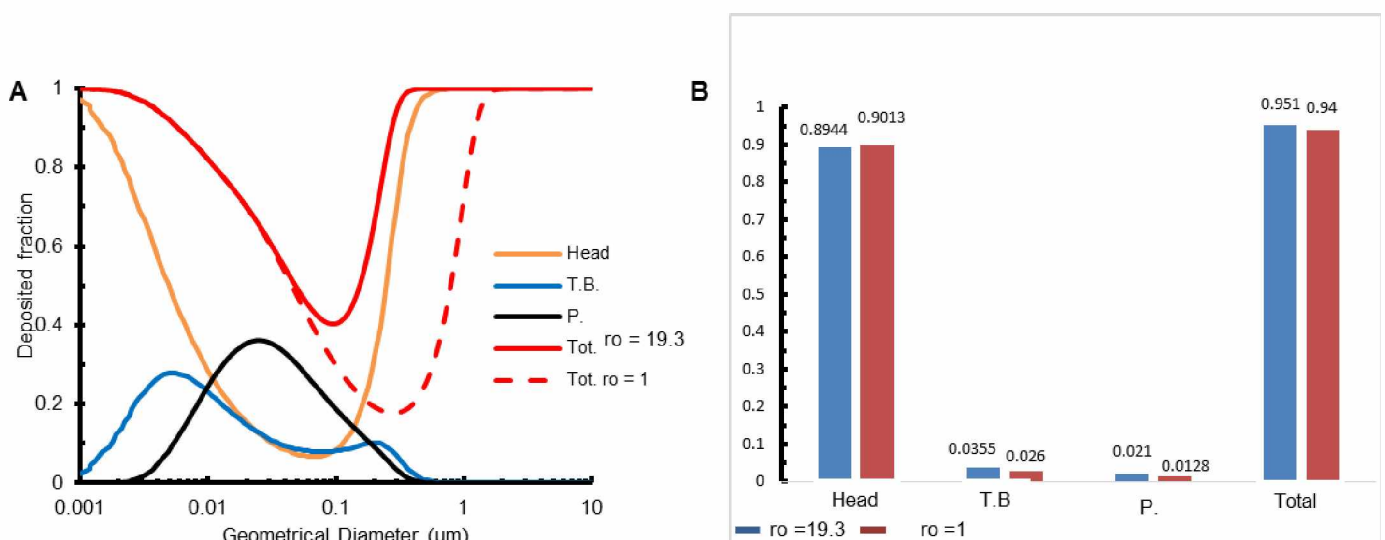 A
Deposited fraction
1
0.8
0.6
0.4
0.2
0
0.001
0.01
0.1
1
10
Geometrical Diameter (um)
Head
T.B.
P.
Tot. ro = 19.3
Tot. ro = 1
B
1
0.9
0.8
0.7
0.6
0.5
0.4
0.3
0.2
0.1
0
0.8944
0.9013
0.0355
0.026
0.021
0.0128
0.951
0.94
Head
T.B
P.
Total
ro =19.3
ro =1